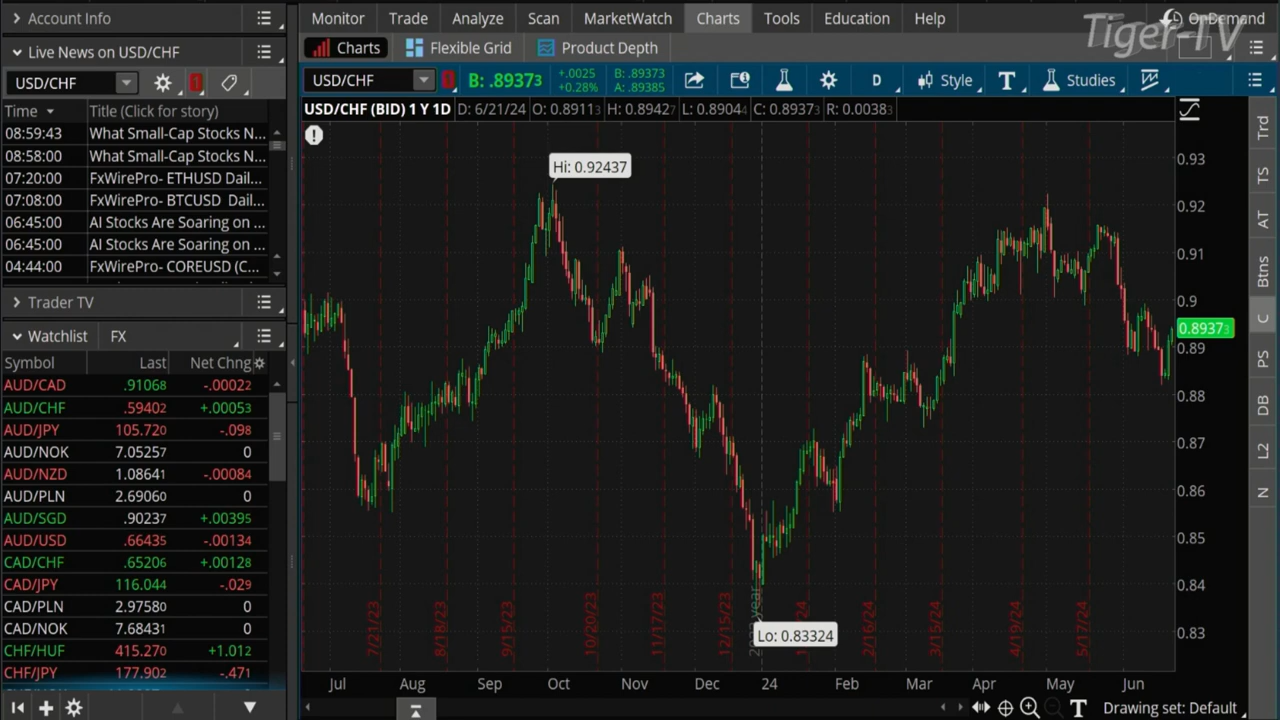 Account Info
Monitor Trade Analyze Scan MarketWatch Charts Tools Education Help
OnDemand
Tiger-TV
Live News on USD/CHF
Charts Flexible Grid Product Depth
USD/CHF 1
USD/CHF 1 B: .89373 +.0025 +0.28% B: .89373 A: .89385 D Style T Studies
Time Title (Click for story)
08:59:43 What Small-Cap Stocks N...
08:58:00 What Small-Cap Stocks N...
07:20:00 FxWirePro- ETHUSD Dail...
07:08:00 FxWirePro- BTCUSD Dail...
06:45:00 AI Stocks Are Soaring on ...
06:45:00 AI Stocks Are Soaring on ...
04:44:00 FxWirePro- COREUSD (C...
Trader TV
Watchlist FX
Symbol Last Net Chng
AUD/CAD .91068 -.00022
AUD/CHF .59402 +.00053
AUD/JPY 105.720 -.098
AUD/NOK 7.05257 0
AUD/NZD 1.08641 -.00084
AUD/PLN 2.69060 0
AUD/SGD .90237 +.00395
AUD/USD .66435 -.00134
CAD/CHF .65206 +.00128
CAD/JPY 116.044 -.029
CAD/PLN 2.97580 0
CAD/NOK 7.68431 0
CHF/HUF 415.270 +1.012
CHF/JPY 177.902 -.471
USD/CHF (BID) 1 Y 1D D: 6/21/24 O: 0.89113 H: 0.89427 L: 0.89044 C: 0.89373 R: 0.00383
Hi: 0.92437
Lo: 0.83324
0.93
0.92
0.91
0.9
0.89373
0.89
0.88
0.87
0.86
0.85
0.84
0.83
7/21/23 8/18/23 9/15/23 10/20/23 11/17/23 12/15/23 year 2/16/24 3/15/24 4/19/24 5/17/24
Jul Aug Sep Oct Nov Dec 24 Feb Mar Apr May Jun
Trd
TS
AT
Btns
C
PS
DB
L2
N
T Drawing set: Default